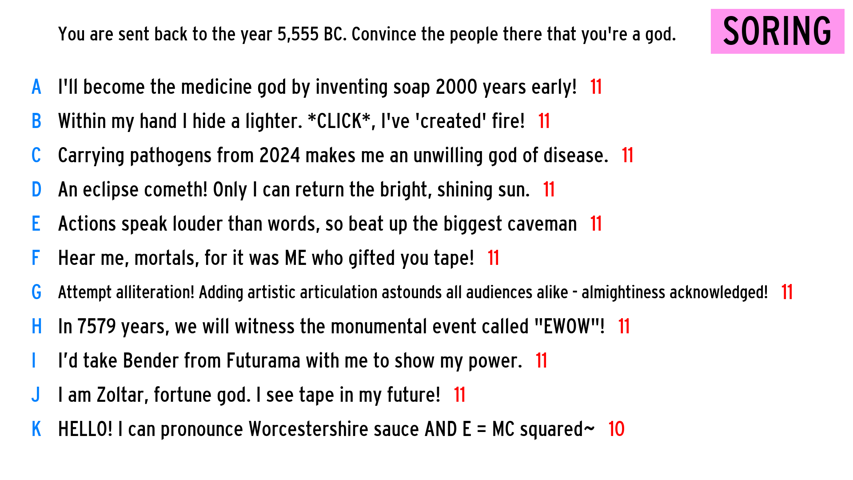 You are sent back to the year 5,555 BC. Convince the people there that you're a god.
SORING
A I'll become the medicine god by inventing soap 2000 years early! 11
B Within my hand I hide a lighter. *CLICK*, I've 'created' fire! 11
C Carrying pathogens from 2024 makes me an unwilling god of disease. 11
D An eclipse cometh! Only I can return the bright, shining sun. 11
E Actions speak louder than words, so beat up the biggest caveman 11
F Hear me, mortals, for it was ME who gifted you tape! 11
G Attempt alliteration! Adding artistic articulation astounds all audiences alike - almightiness acknowledged! 11
H In 7579 years, we will witness the monumental event called "EWOW"! 11
I I’d take Bender from Futurama with me to show my power. 11
J I am Zoltar, fortune god. I see tape in my future! 11
K HELLO! I can pronounce Worcestershire sauce AND E = MC squared~ 10